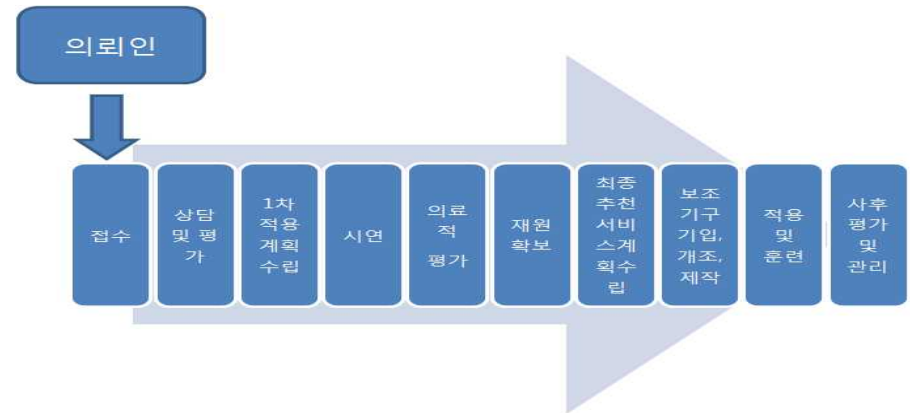 의뢰인
접수
상담
및 평
가
1차
적용
계획
수립
시연
의료
적
평가
재원
확보
최종
추천
서비
스계
획수
립
보조
기구
기입,
개조,
제작
적용
및
훈련
사후
평가
및
관리